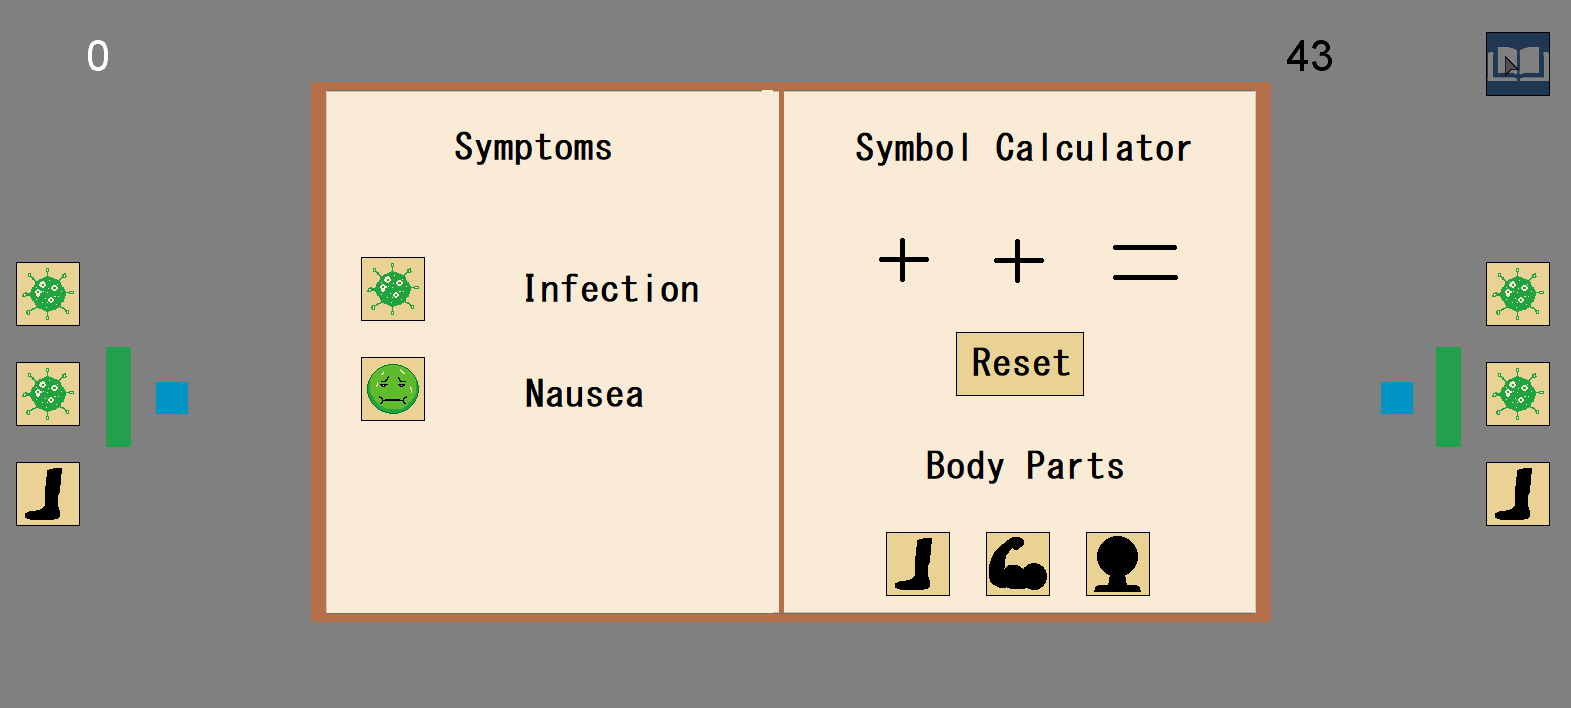 0
43
Symptoms
Infection
Nausea
Symbol Calculator
+ + =
Reset
Body Parts